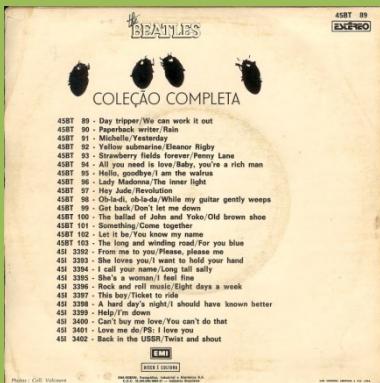 the BEATLES
45BT 89
ESTÉREO
COLEÇÃO COMPLETA
45BT 89 - Day tripper/We can work it out
45BT 90 - Paperback writer/Rain
45BT 91 - Michelle/Yesterday
45BT 92 - Yellow submarine/Eleanor Rigby
45BT 93 - Strawberry fields forever/Penny Lane
45BT 94 - All you need is love/Baby, you're a rich man
45BT 95 - Hello, goodbye/I am the walrus
45BT 96 - Lady Madonna/The inner light
45BT 97 - Hey Jude/Revolution
45BT 98 - Ob-la-di, ob-la-da/While my guitar gently weeps
45BT 99 - Get back/Don't let me down
45BT 100 - The ballad of John and Yoko/Old brown shoe
45BT 101 - Something/Come together
45BT 102 - Let it be/You know my name
45BT 103 - The long and winding road/For you blue
45I 3392 - From me to you/Please, please me
45I 3393 - She loves you/I want to hold your hand
45I 3394 - I call your name/Long tall sally
45I 3395 - She's a woman/I feel fine
45I 3396 - Rock and roll music/Eight days a week
45I 3397 - This boy/Ticket to ride
45I 3398 - A hard day's night/I should have known better
45I 3399 - Help/I'm down
45I 3400 - Can't buy me love/You can't do that
45I 3401 - Love me do/PS: I love you
45I 3402 - Back in the USSR/Twist and shout
EMI
DISCO É CULTURA
Photos : Coll. Valvason